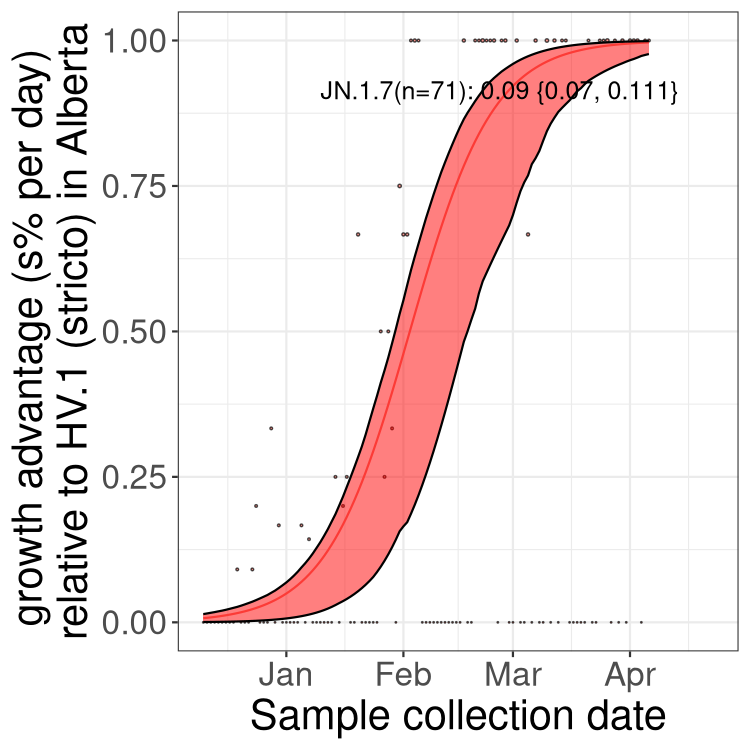 growth advantage (s% per day)
relative to HV.1 (stricto) in Alberta
1.00
0.75
0.50
0.25
0.00
JN.1.7(n=71): 0.09 {0.07, 0.111}
Jan Feb Mar Apr
Sample collection date